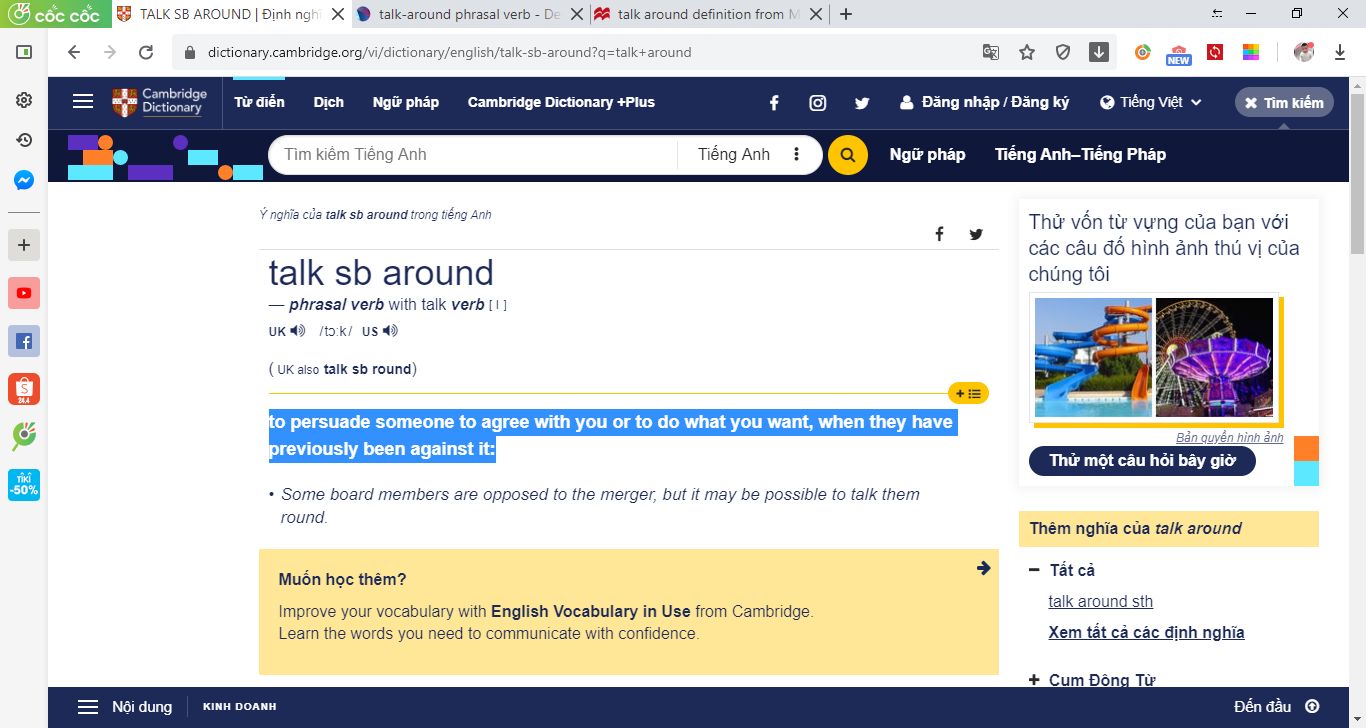 cốc cốc
TALK SB AROUND | Định nghĩ
talk-around phrasal verb - De
talk around definition from M
dictionary.cambridge.org/vi/dictionary/english/talk-sb-around?q=talk+around
NEW
Cambridge
Dictionary
Từ điển
Dịch
Ngữ pháp
Cambridge Dictionary +Plus
Đăng nhập / Đăng ký
Tiếng Việt
Tìm kiếm
Tìm kiếm Tiếng Anh
Tiếng Anh
Ngữ pháp
Tiếng Anh–Tiếng Pháp
24.4
TIKI
-50%
Ý nghĩa của talk sb around trong tiếng Anh
talk sb around
— phrasal verb with talk verb [ I ]
UK /tɔːk/ US
( UK also talk sb round)
to persuade someone to agree with you or to do what you want, when they have
previously been against it:
• Some board members are opposed to the merger, but it may be possible to talk them
round.
Muốn học thêm?
Improve your vocabulary with English Vocabulary in Use from Cambridge.
Learn the words you need to communicate with confidence.
Thử vốn từ vựng của bạn với
các câu đố hình ảnh thú vị của
chúng tôi
Bản quyền hình ảnh
Thử một câu hỏi bây giờ
Thêm nghĩa của talk around
Tất cả
talk around sth
Xem tất cả các định nghĩa
Cụm Động Từ
Nội dung
KINH DOANH
Đến đầu